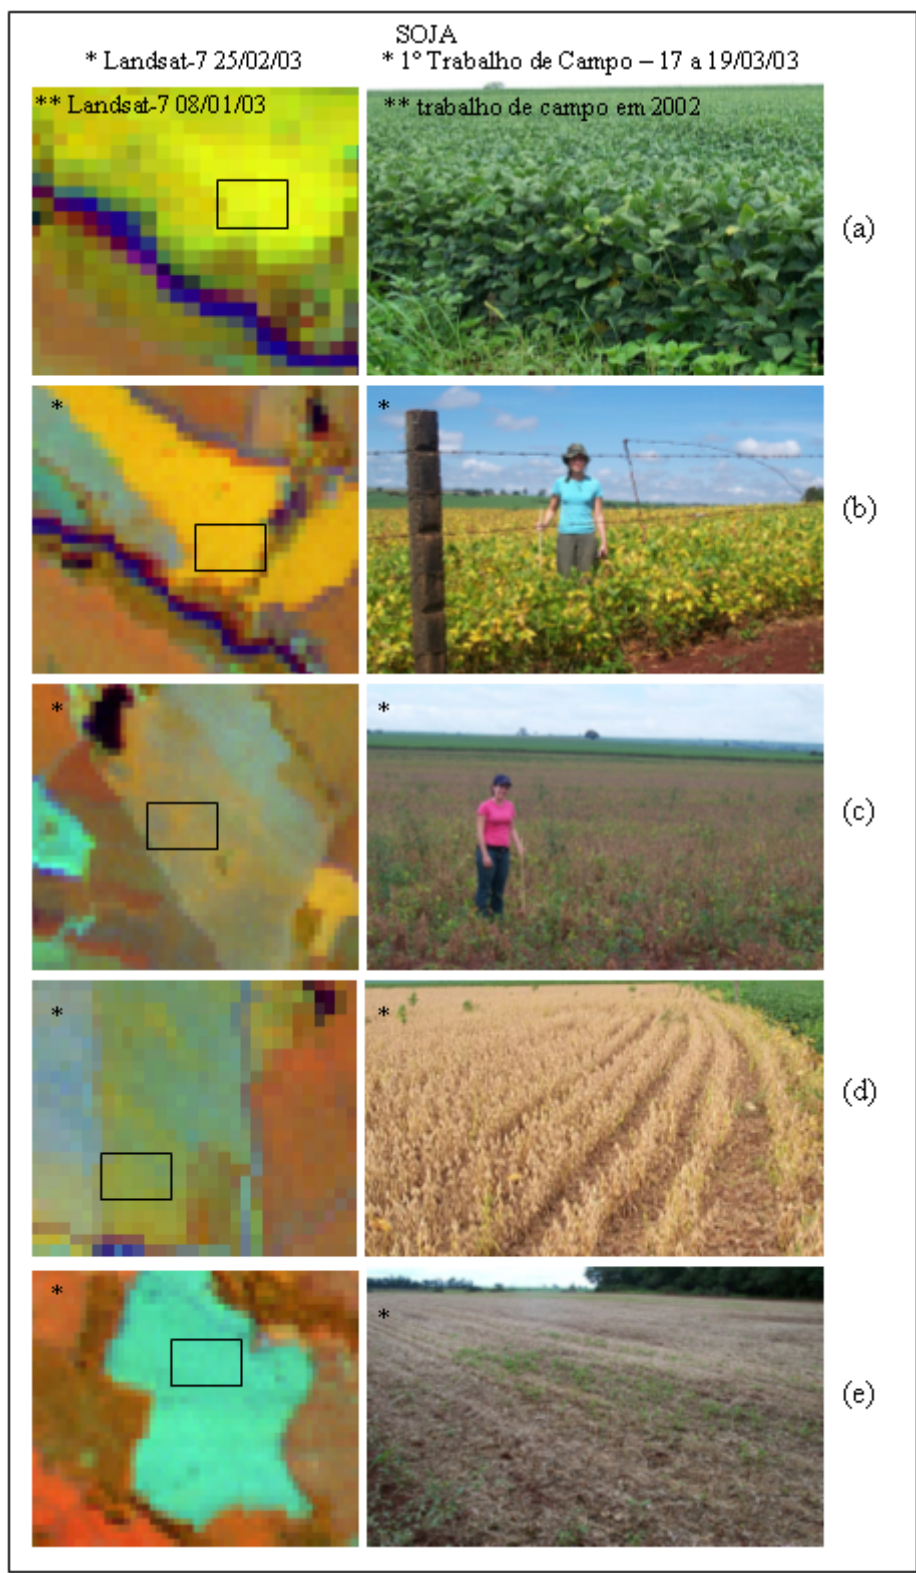 SOJA
* Landsat-7 25/02/03
* 1º Trabalho de Campo – 17 a 19/03/03
** Landsat-7 08/01/03
** trabalho de campo em 2002
(a)
*
*
(b)
*
*
(c)
*
*
(d)
*
*
(e)